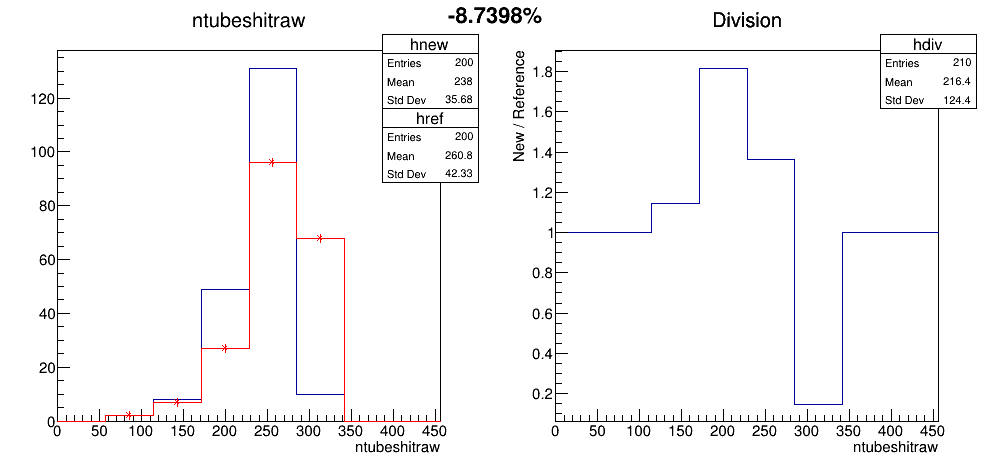 -8.7398%
ntubeshitraw
hnew
Entries 200
Mean 238
Std Dev 35.68
href
Entries 200
Mean 260.8
Std Dev 42.33
120
100
80
60
40
20
0
0 50 100 150 200 250 300 350 400 450
ntubeshitraw
Division
hdiv
Entries 210
Mean 216.4
Std Dev 124.4
New / Reference
1.8
1.6
1.4
1.2
1
0.8
0.6
0.4
0.2
0 50 100 150 200 250 300 350 400 450
ntubeshitraw